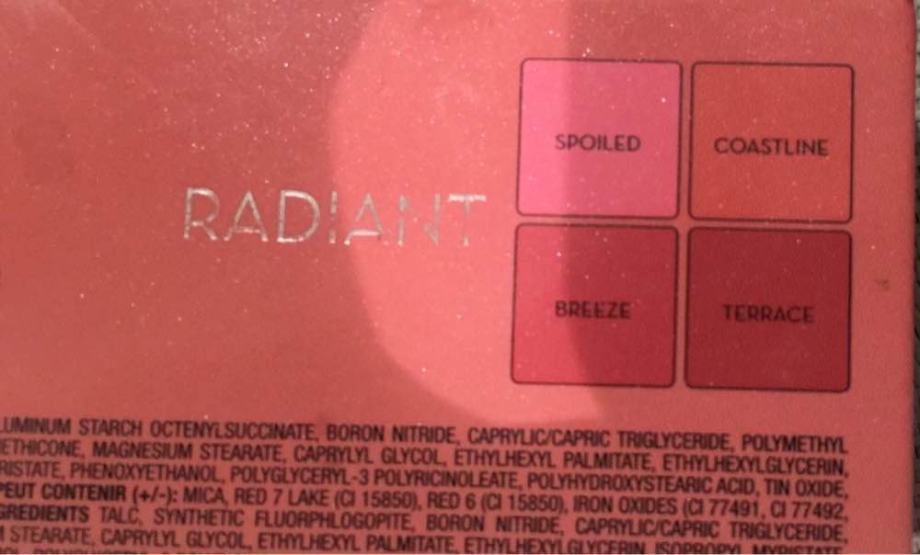 SPOILED COASTLINE
RADIANT
BREEZE TERRACE
LUMINUM STARCH OCTENYLSUCCINATE, BORON NITRIDE, CAPRYLIC/CAPRIC TRIGLYCERIDE, POLYMETHYL
ETHICONE, MAGNESIUM STEARATE, CAPRYLYL GLYCOL, ETHYLHEXYL PALMITATE, ETHYLHEXYLGLYCERIN,
RISTATE, PHENOXYETHANOL, POLYGLYCERYL-3 POLYRICINOLEATE, POLYHYDROXYSTEARIC ACID, TIN OXIDE,
PEUT CONTENIR (+/-): MICA, RED 7 LAKE (CI 15850), RED 6 (CI 15850), IRON OXIDES (CI 77491, CI 77492,
GREDIENTS TALC, SYNTHETIC FLUORPHLOGOPITE, BORON NITRIDE, CAPRYLIC/CAPRIC TRIGLYCERIDE,
M STEARATE, CAPRYLYL GLYCOL, ETHYLHEXYL PALMITATE, ETHYLHEXYLGLYCERIN, ISOPROPYL